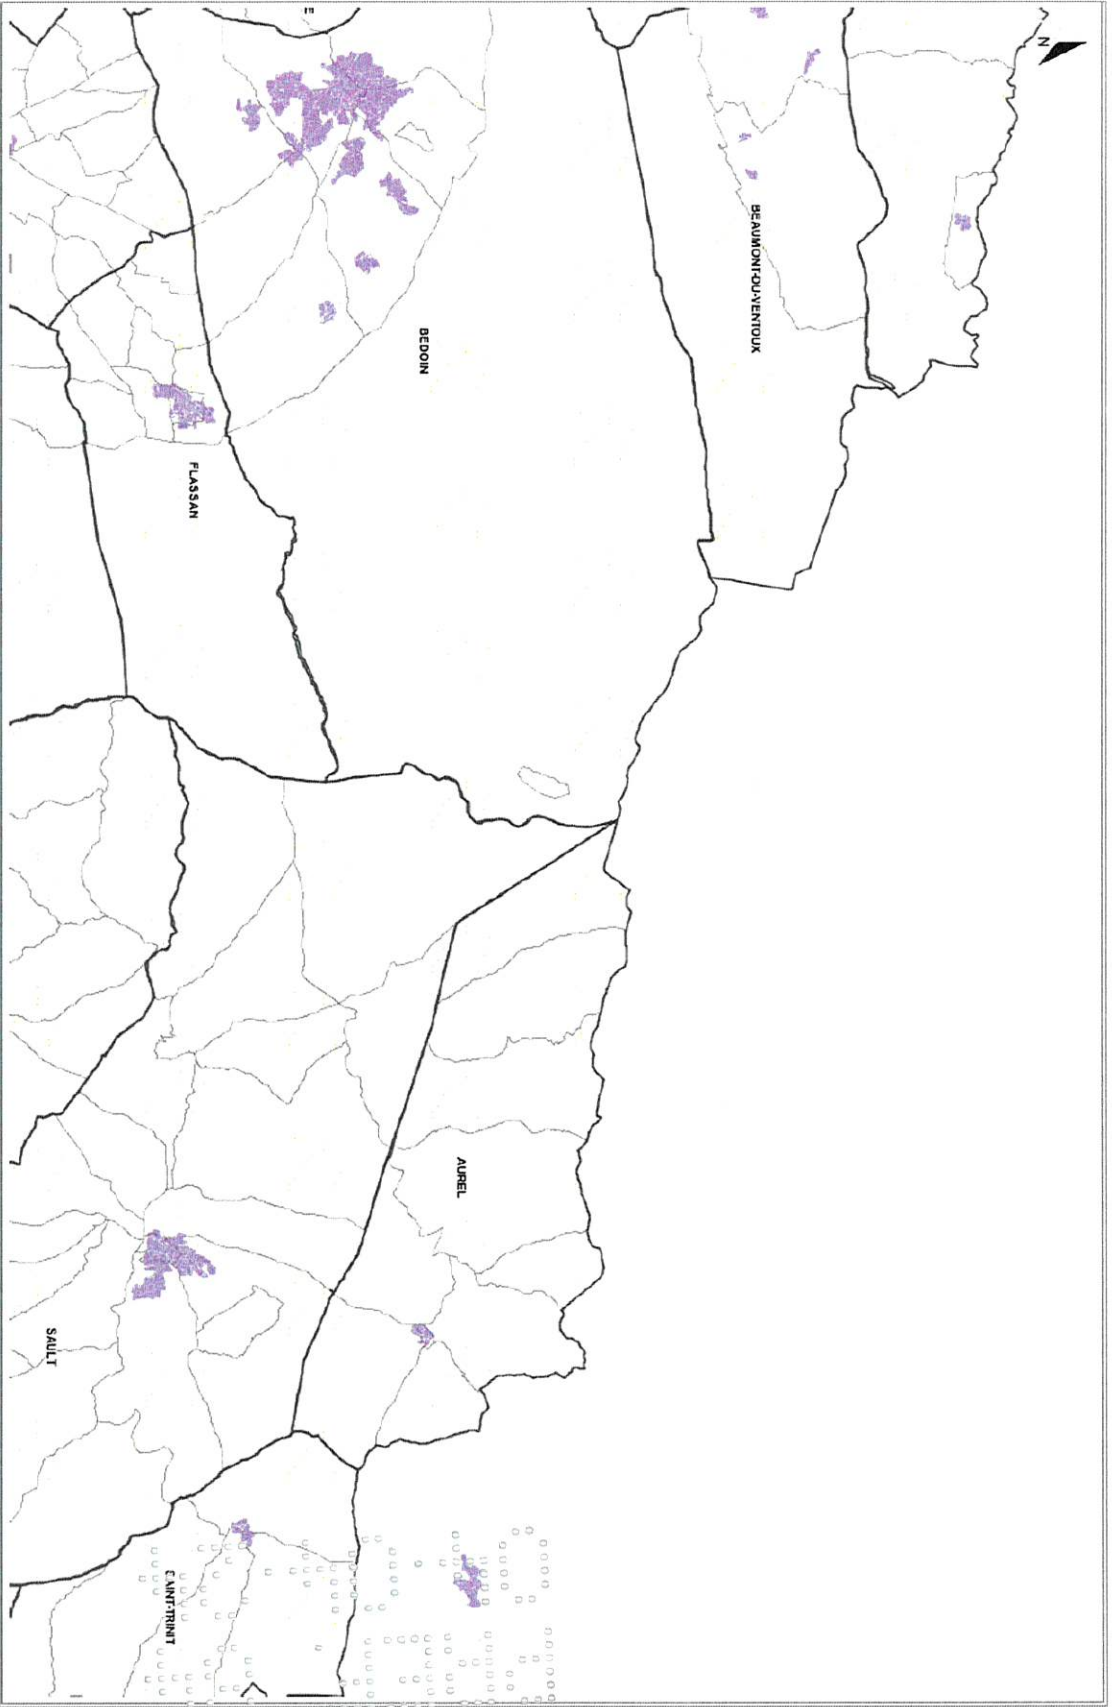 N
BEAUMONT-DU-VENTOUX
BEDOIN
FLASSAN
AUREL
SAULT
SAINT-TRINIT